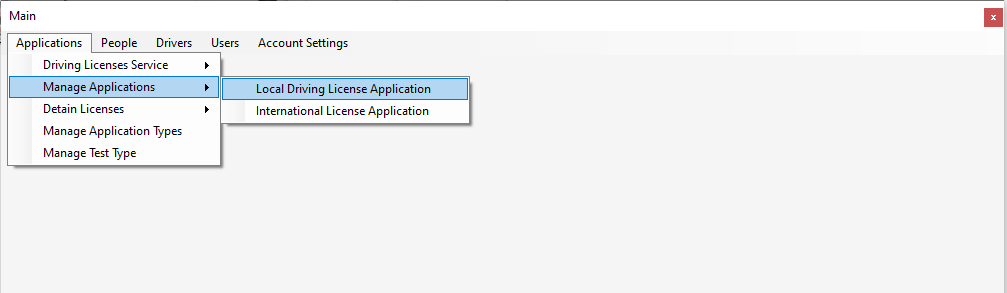 Main
x
Applications People Drivers Users Account Settings
Driving Licenses Service
Manage Applications
Local Driving License Application
Detain Licenses
International License Application
Manage Application Types
Manage Test Type